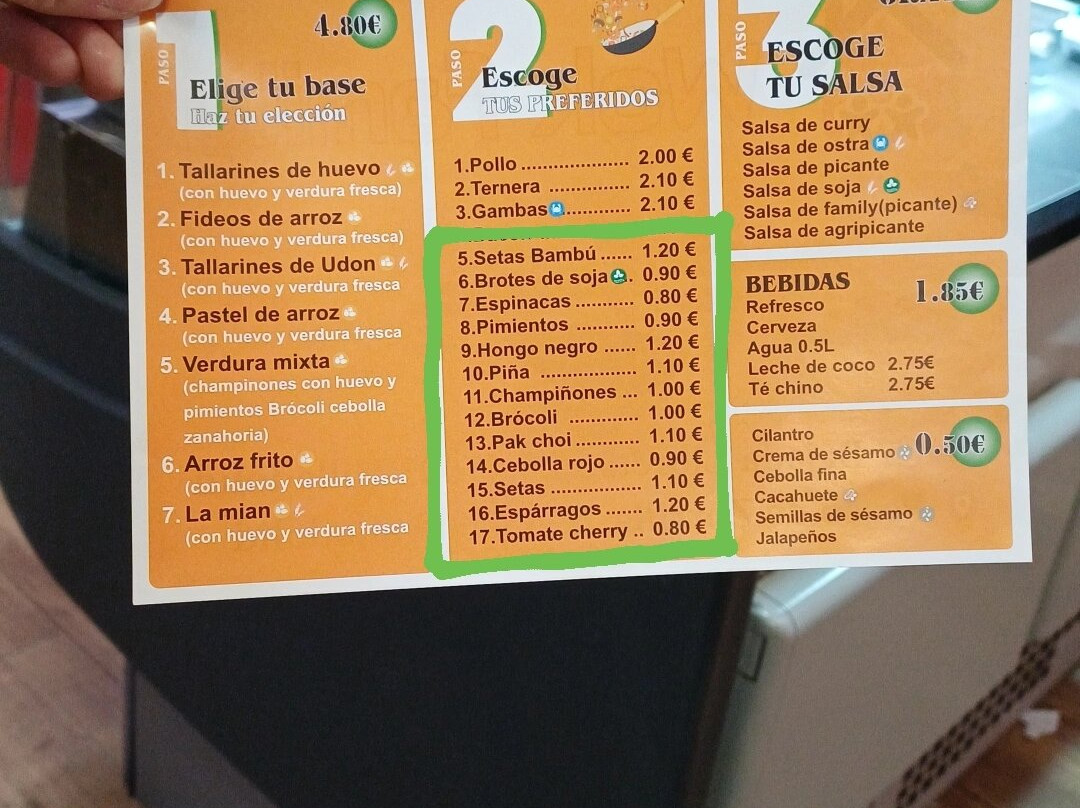 PASO
1
4.80€
Elige tu base
Haz tu elección
1. Tallarines de huevo
(con huevo y verdura fresca)
2. Fideos de arroz
(con huevo y verdura fresca)
3. Tallarines de Udon
(con huevo y verdura fresca
4. Pastel de arroz
(con huevo y verdura fresca
5. Verdura mixta
(champinones con huevo y
pimientos Brócoli cebolla
zanahoria)
6. Arroz frito
(con huevo y verdura fresca
7. La mian
(con huevo y verdura fresca
PASO
2
Escoge
TUS PREFERIDOS
1.Pollo .................... 2.00 €
2.Ternera .............. 2.10 €
3.Gambas ............ 2.10 €
5.Setas Bambú ...... 1.20 €
6.Brotes de soja . 0.90 €
7.Espinacas ........... 0.80 €
8.Pimientos ........... 0.90 €
9.Hongo negro ...... 1.20 €
10.Piña .................. 1.10 €
11.Champiñones ... 1.00 €
12.Brócoli .............. 1.00 €
13.Pak choi ............ 1.10 €
14.Cebolla rojo ...... 0.90 €
15.Setas ................. 1.10 €
16.Espárragos ....... 1.20 €
17.Tomate cherry .. 0.80 €
PASO
3
ESCOGE
TU SALSA
Salsa de curry
Salsa de ostra
Salsa de picante
Salsa de soja
Salsa de family(picante)
Salsa de agripicante
BEBIDAS
1.85€
Refresco
Cerveza
Agua 0.5L
Leche de coco 2.75€
Té chino 2.75€
0.50€
Cilantro
Crema de sésamo
Cebolla fina
Cacahuete
Semillas de sésamo
Jalapeños